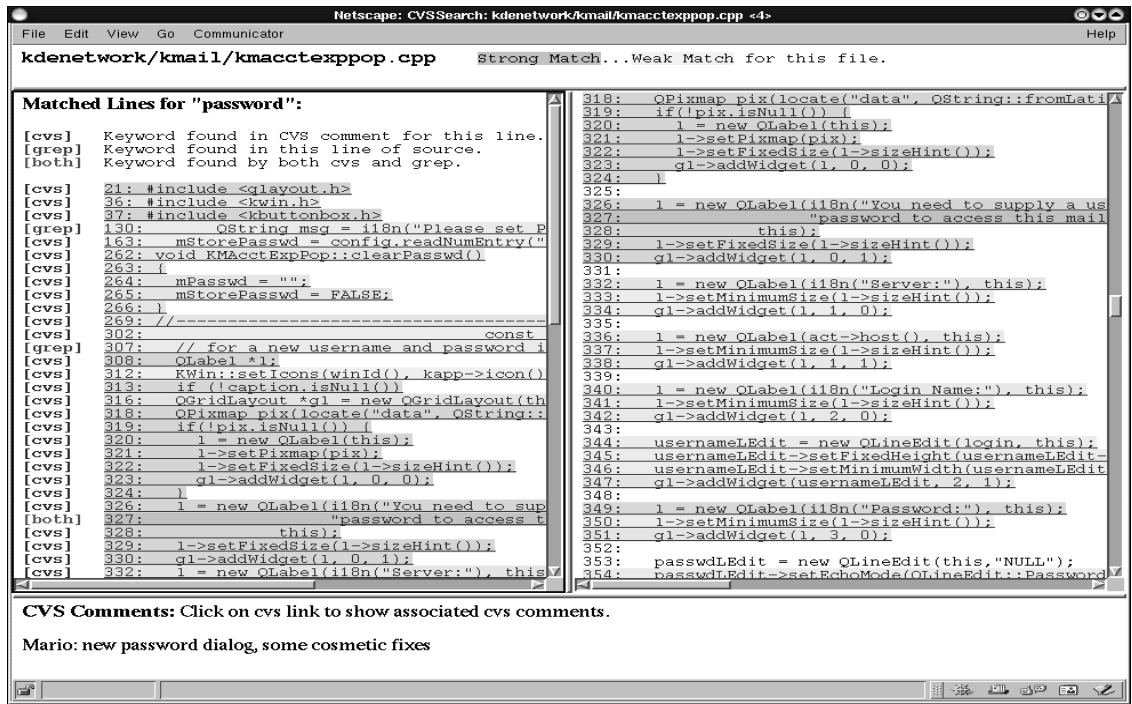 Netscape: CVSSearch: kdenetwork/kmail/kmacctexppop.cpp <4>
File Edit View Go Communicator Help
kdenetwork/kmail/kmacctexppop.cpp Strong Match...Weak Match for this file.
Matched Lines for "password":
[cvs] Keyword found in CVS comment for this line.
[grep] Keyword found in this line of source.
[both] Keyword found by both cvs and grep.
[cvs] 21: #include <qlayout.h>
[cvs] 36: #include <kwin.h>
[cvs] 37: #include <kbuttonbox.h>
[grep] 130: QString msg = i18n("Please set P
[cvs] 163: mStorePasswd = config.readNumEntry("
[cvs] 262: void KMAcctExpPop::clearPasswd()
[cvs] 263: {
[cvs] 264: mPasswd = "";
[cvs] 265: mStorePasswd = FALSE;
[cvs] 266: }
[cvs] 269: //-------------------------------------
[cvs] 302: const
[grep] 307: // for a new username and password i
[cvs] 308: QLabel *l;
[cvs] 312: KWin::setIcons(winId(), kapp->icon()
[cvs] 313: if (!caption.isNull())
[cvs] 316: QGridLayout *gl = new QGridLayout(th
[cvs] 318: QPixmap pix(locate("data", QString::
[cvs] 319: if(!pix.isNull()) {
[cvs] 320: l = new QLabel(this);
[cvs] 321: l->setPixmap(pix);
[cvs] 322: l->setFixedSize(l->sizeHint());
[cvs] 323: gl->addWidget(l, 0, 0);
[cvs] 324: }
[cvs] 326: l = new QLabel(i18n("You need to sup
[both] 327: "password to access t
[cvs] 328: this);
[cvs] 329: l->setFixedSize(l->sizeHint());
[cvs] 330: gl->addWidget(l, 0, 1);
[cvs] 332: l = new QLabel(i18n("Server:"), this
318: QPixmap pix(locate("data", QString::fromLati
319: if(!pix.isNull()) {
320: l = new QLabel(this);
321: l->setPixmap(pix);
322: l->setFixedSize(l->sizeHint());
323: gl->addWidget(l, 0, 0);
324: }
325:
326: l = new QLabel(i18n("You need to supply a us
327: "password to access this mail
328: this);
329: l->setFixedSize(l->sizeHint());
330: gl->addWidget(l, 0, 1);
331:
332: l = new QLabel(i18n("Server:"), this);
333: l->setMinimumSize(l->sizeHint());
334: gl->addWidget(l, 1, 0);
335:
336: l = new QLabel(act->host(), this);
337: l->setMinimumSize(l->sizeHint());
338: gl->addWidget(l, 1, 1);
339:
340: l = new QLabel(i18n("Login Name:"), this);
341: l->setMinimumSize(l->sizeHint());
342: gl->addWidget(l, 2, 0);
343:
344: usernameLEdit = new QLineEdit(login, this);
345: usernameLEdit->setFixedHeight(usernameLEdit-
346: usernameLEdit->setMinimumWidth(usernameLEdit
347: gl->addWidget(usernameLEdit, 2, 1);
348:
349: l = new QLabel(i18n("Password:"), this);
350: l->setMinimumSize(l->sizeHint());
351: gl->addWidget(l, 3, 0);
352:
353: passwdLEdit = new QLineEdit(this,"NULL");
354: passwdLEdit->setEchoMode(QLineEdit::Password
CVS Comments: Click on cvs link to show associated cvs comments.
Mario: new password dialog, some cosmetic fixes